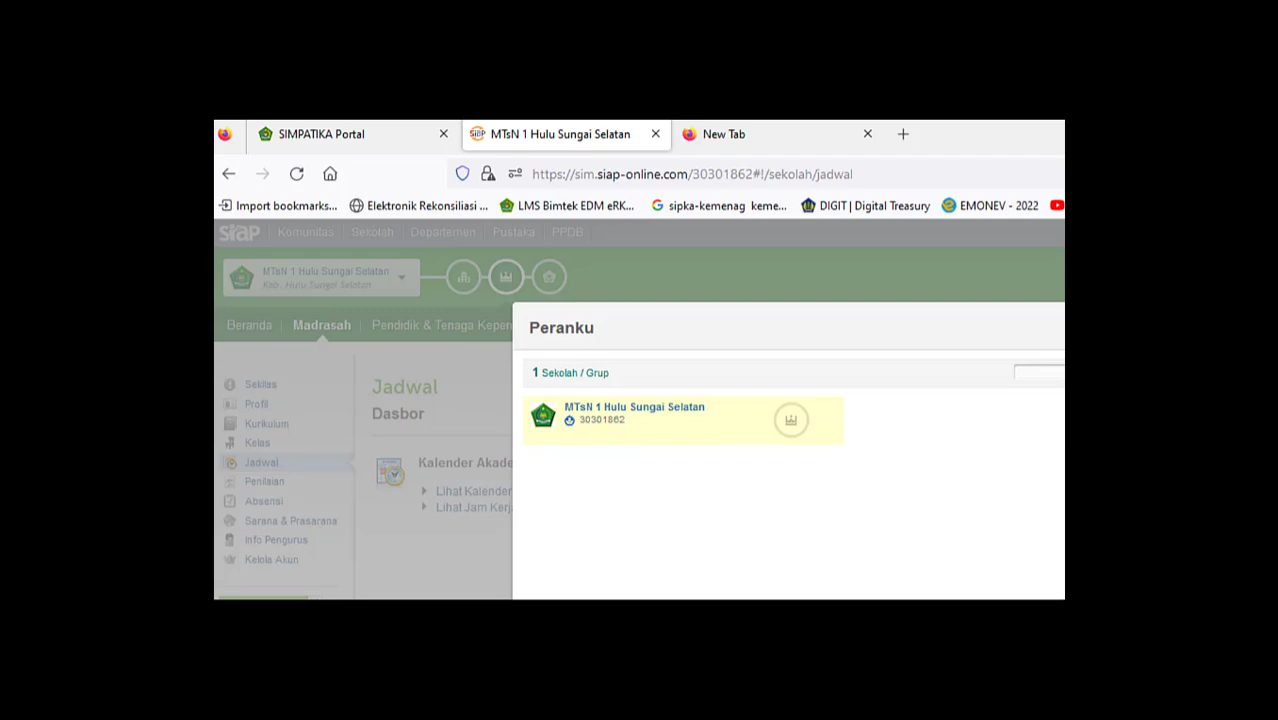 SIMPATIKA Portal
MTsN 1 Hulu Sungai Selatan
New Tab
https://sim.siap-online.com/30301862#!/sekolah/jadwal
Import bookmarks...
Elektronik Rekonsiliasi ...
LMS Bimtek EDM eRK...
sipka-kemenag keme...
DIGIT | Digital Treasury
EMONEV - 2022
siap Komunitas Sekolah Departemen Pustaka PPDB
MTsN 1 Hulu Sungai Selatan
Kab. Hulu Sungai Selatan
Beranda Madrasah Pendidik & Tenaga Kepen
Peranku
1 Sekolah / Grup
MTsN 1 Hulu Sungai Selatan
30301862
Sekilas
Profil
Kurikulum
Kelas
Jadwal
Penilaian
Absensi
Sarana & Prasarana
Info Pengurus
Kelola Akun
Jadwal
Dasbor
Kalender Akade
Lihat Kalender
Lihat Jam Kerj